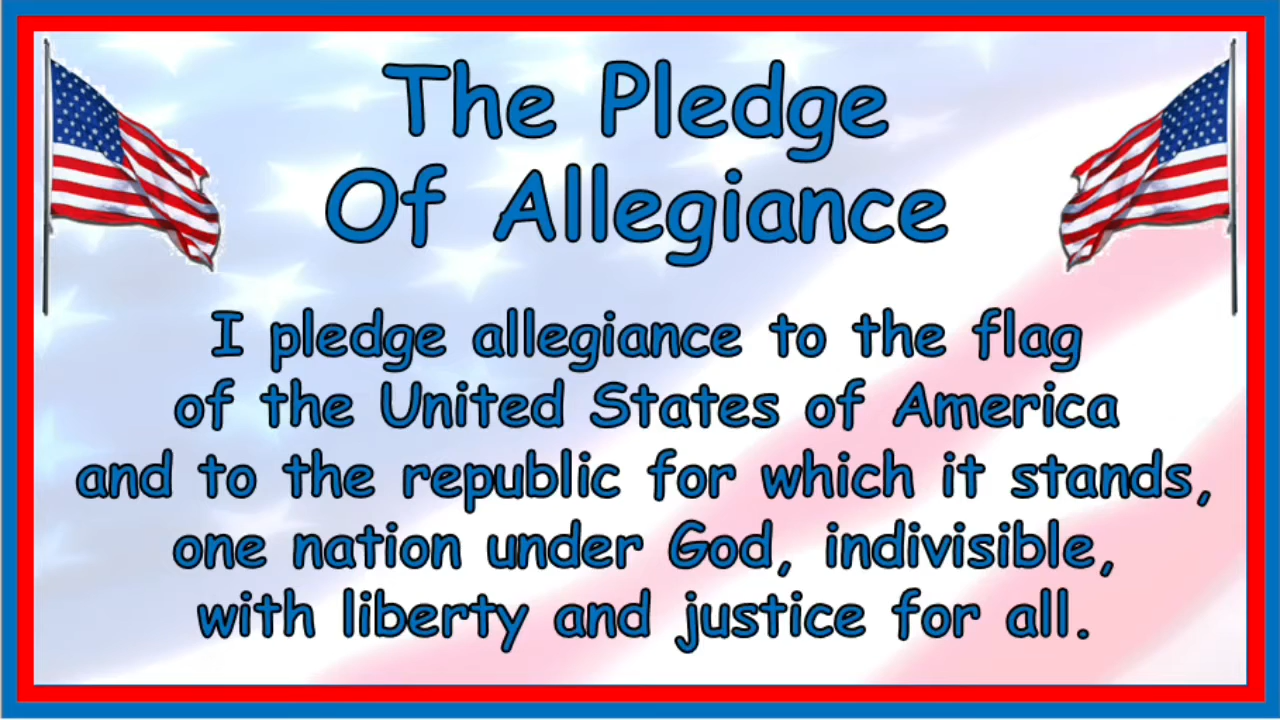 The Pledge
Of Allegiance
I pledge allegiance to the flag
of the United States of America
and to the republic for which it stands,
one nation under God, indivisible,
with liberty and justice for all.